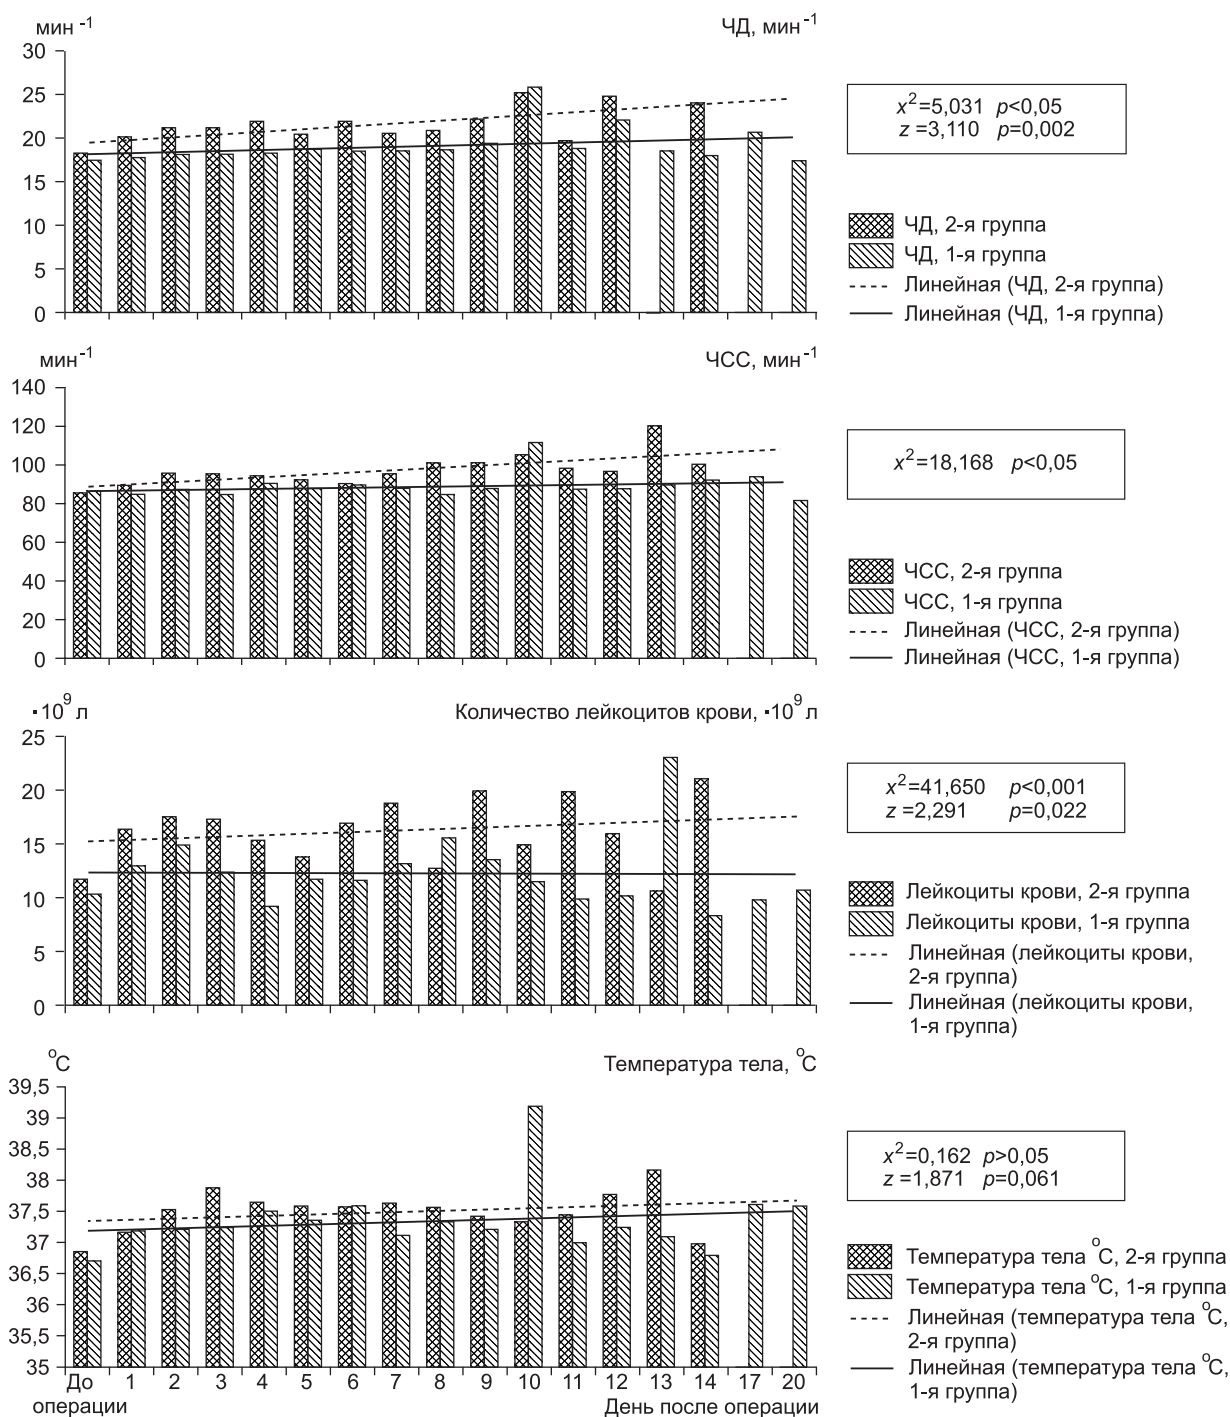 мин -1
ЧД, мин -1
30
25
20
15
10
5
0
x2=5,031 p<0,05
z =3,110 p=0,002
ЧД, 2-я группа
ЧД, 1-я группа
Линейная (ЧД, 2-я группа)
Линейная (ЧД, 1-я группа)
мин -1
ЧСС, мин -1
140
120
100
80
60
40
20
0
x2=18,168 p<0,05
ЧСС, 2-я группа
ЧСС, 1-я группа
Линейная (ЧСС, 2-я группа)
Линейная (ЧСС, 1-я группа)
·109 л
Количество лейкоцитов крови, ·109 л
25
20
15
10
5
0
x2=41,650 p<0,001
z=2,291 p=0,022
Лейкоциты крови, 2-я группа
Лейкоциты крови, 1-я группа
Линейная (лейкоциты крови,
2-я группа)
Линейная (лейкоциты крови,
1-я группа)
oC
Температура тела, oC
39,5
39
38,5
38
37,5
37
36,5
36
35,5
35
x2=0,162 p>0,05
z =1,871 p=0,061
Температура тела oC, 2-я группа
Температура тела oC, 1-я группа
Линейная (температура тела oC,
2-я группа)
Линейная (температура тела oC,
1-я группа)
До 1 2 3 4 5 6 7 8 9 10 11 12 13 14 17 20
операции
День после операции